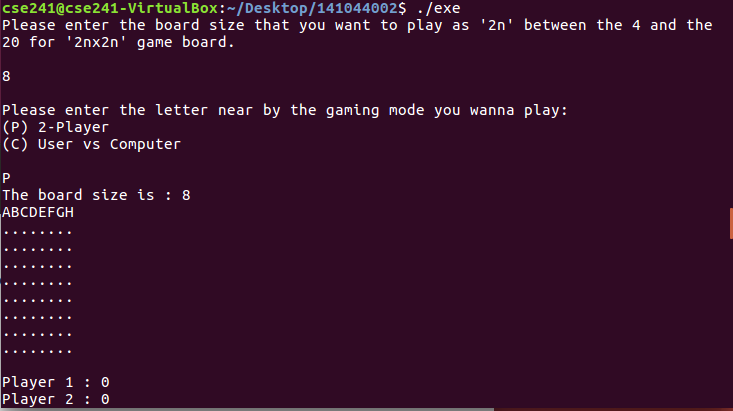 cse241@cse241-VirtualBox:~/Desktop/141044002$ ./exe
Please enter the board size that you want to play as '2n' between the 4 and the
20 for '2nx2n' game board.
8
Please enter the letter near by the gaming mode you wanna play:
(P) 2-Player
(C) User vs Computer
P
The board size is : 8
ABCDEFGH
........
........
........
........
........
........
........
........
Player 1 : 0
Player 2 : 0